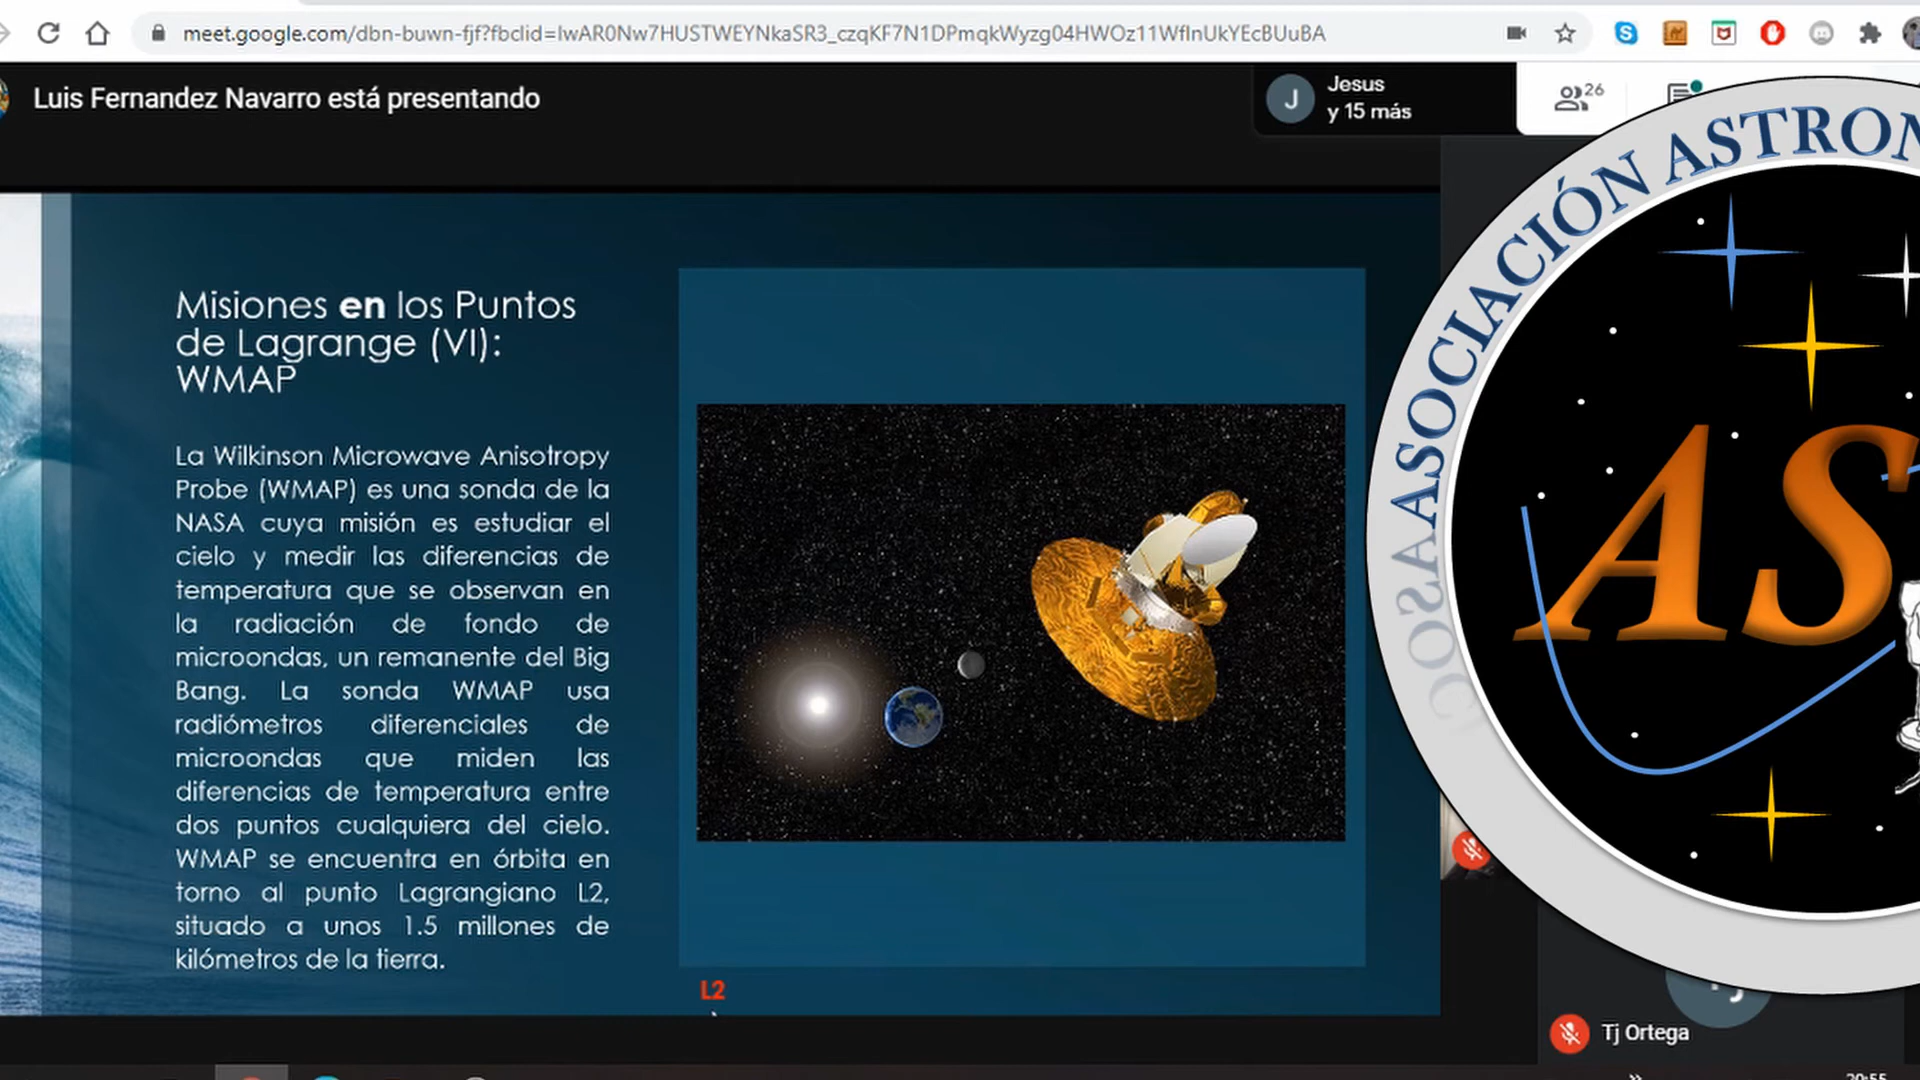 meet.google.com/dbn-buwn-fjf?fbclid=IwAR0Nw7HUSTWEYNkaSR3_czqKF7N1DPmqkWyzg04HWOz11WfInUkYEcBUuBA
Luis Fernandez Navarro está presentando
J
Jesus
y 15 más
26
ASOCIACIÓN ASTRON
Misiones en los Puntos
de Lagrange (VI):
WMAP
La Wilkinson Microwave Anisotropy
Probe (WMAP) es una sonda de la
NASA cuya misión es estudiar el
cielo y medir las diferencias de
temperatura que se observan en
la radiación de fondo de
microondas, un remanente del Big
Bang. La sonda WMAP usa
radiómetros diferenciales de
microondas que miden las
diferencias de temperatura entre
dos puntos cualquiera del cielo.
WMAP se encuentra en órbita en
torno al punto Lagrangiano L2,
situado a unos 1.5 millones de
kilómetros de la tierra.
L2
AS
Tj Ortega
20:55